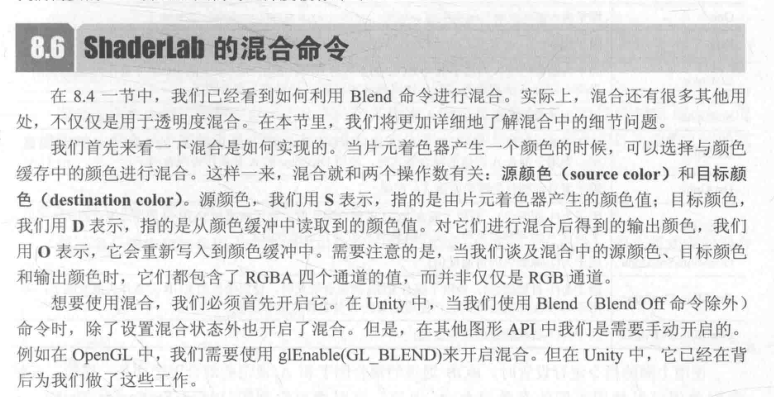 8.6 ShaderLab 的混合命令
在 8.4 一节中，我们已经看到如何利用 Blend 命令进行混合。实际上，混合还有很多其他用
处，不仅仅是用于透明度混合。在本节里，我们将更加详细地了解混合中的细节问题。
我们首先来看一下混合是如何实现的。当片元着色器产生一个颜色的时候，可以选择与颜色
缓存中的颜色进行混合。这样一来，混合就和两个操作数有关：源颜色（source color）和目标颜
色（destination color）。源颜色，我们用 S 表示，指的是由片元着色器产生的颜色值；目标颜色，
我们用 D 表示，指的是从颜色缓冲中读取到的颜色值。对它们进行混合后得到的输出颜色，我们
用 O 表示，它会重新写入到颜色缓冲中。需要注意的是，当我们谈及混合中的源颜色、目标颜色
和输出颜色时，它们都包含了 RGBA 四个通道的值，而并非仅仅是 RGB 通道。
想要使用混合，我们必须首先开启它。在 Unity 中，当我们使用 Blend（Blend Off 命令除外）
命令时，除了设置混合状态外也开启了混合。但是，在其他图形 API 中我们是需要手动开启的。
例如在 OpenGL 中，我们需要使用 glEnable(GL_BLEND)来开启混合。但在 Unity 中，它已经在背
后为我们做了这些工作。